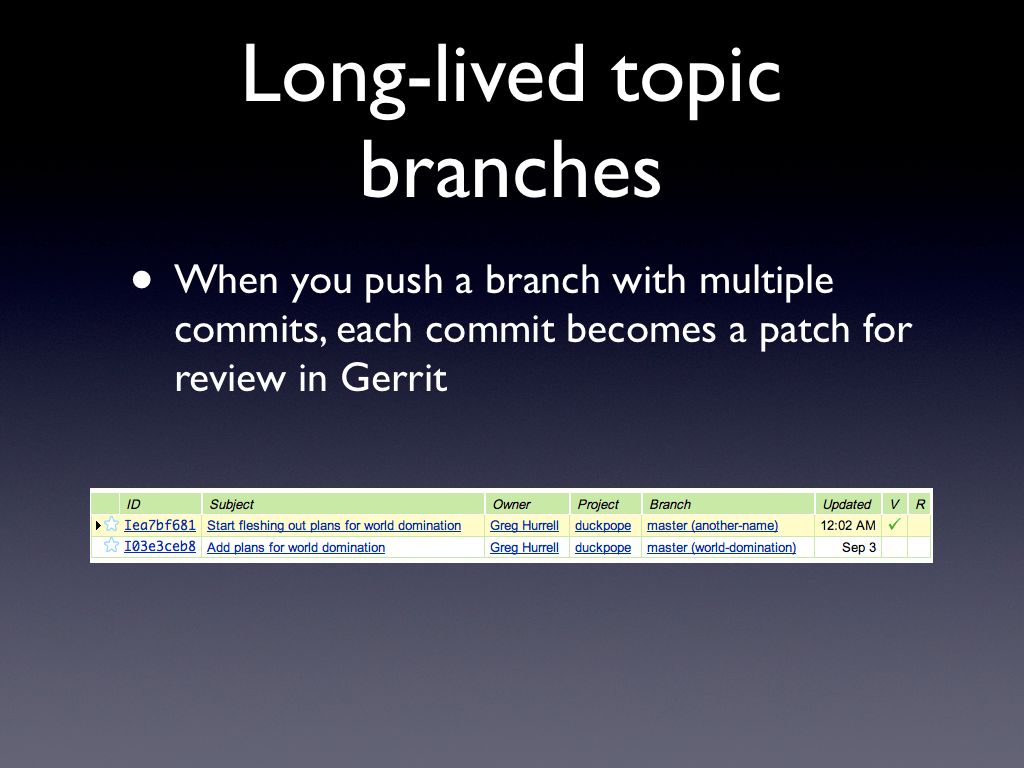 Long-lived topic
branches
• When you push a branch with multiple
commits, each commit becomes a patch for
review in Gerrit
ID Subject Owner Project Branch Updated V R
Iea7bf681 Start fleshing out plans for world domination Greg Hurrell duckpope master (another-name) 12:02 AM ✓
I03e3ceb8 Add plans for world domination Greg Hurrell duckpope master (world-domination) Sep 3